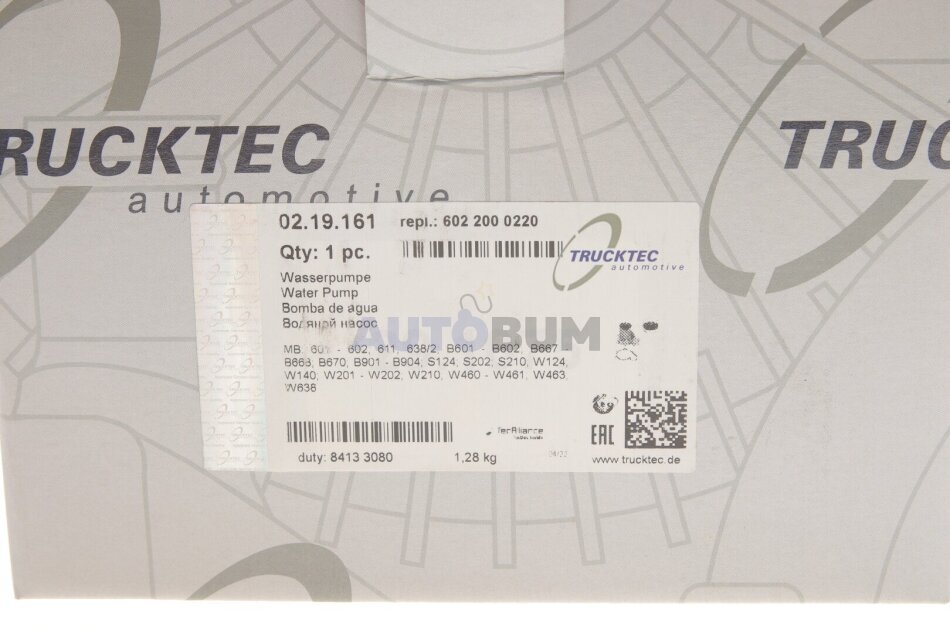 TRUCKTEC
automotive
TRUC
02.19.161 repl.: 602 200 0220
Qty: 1 pc.
TRUCKTEC
automotive
Wasserpumpe
Water Pump
Bomba de agua
Водяной насос
AUTOBUM
MB. 601 - 602, 611, 638/2, B601 - B602, B667 -
B668, B670, B901 - B904, S124, S202, S210, W124,
W140, W201 - W202, W210, W460 - W461, W463,
W638
EAC
duty: 8413 3080 1,28 kg 04/22 www.trucktec.de